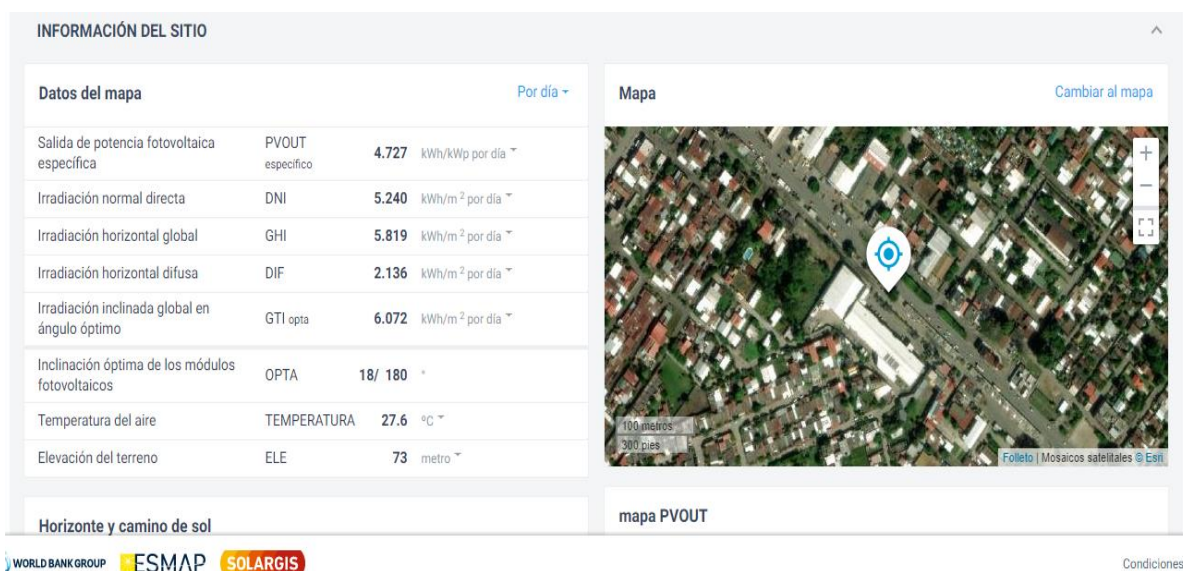 INFORMACIÓN DEL SITIO
Datos del mapa
Por día
Salida de potencia fotovoltaica
específica
PVOUT
específico
4.727 kWh/kWp por día
Irradiación normal directa DNI 5.240 kWh/m 2 por día
Irradiación horizontal global GHI 5.819 kWh/m 2 por día
Irradiación horizontal difusa DIF 2.136 kWh/m 2 por día
Irradiación inclinada global en
ángulo óptimo
GTI opta 6.072 kWh/m 2 por día
Inclinación óptima de los módulos
fotovoltaicos
OPTA 18/ 180 °
Temperatura del aire TEMPERATURA 27.6 ºC
Elevación del terreno ELE 73 metro
Horizonte y camino de sol
Mapa
Cambiar al mapa
+
−
100 metros
300 pies
Folleto | Mosaicos satelitales © Esri
mapa PVOUT
WORLD BANK GROUP ESMAP SOLARGIS
Condiciones